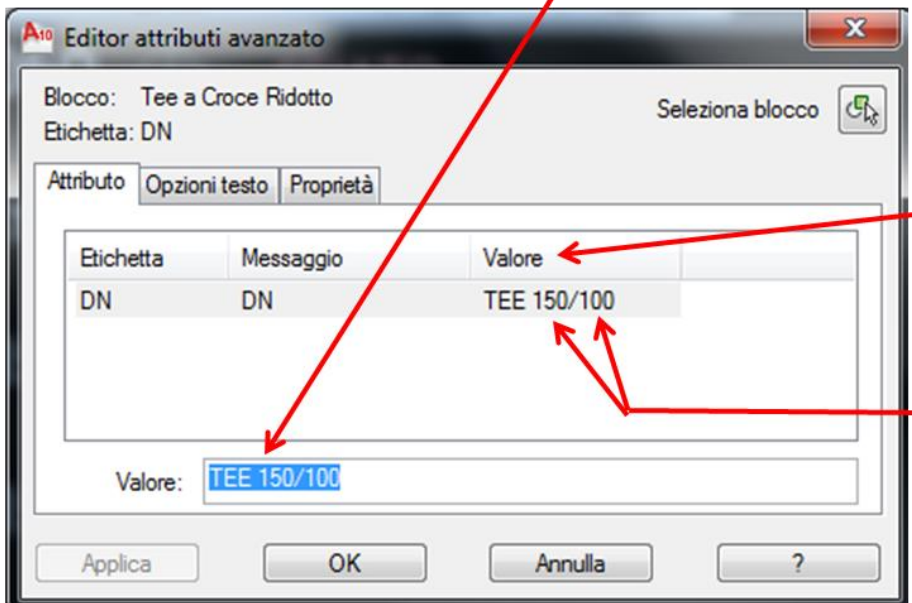 A10 Editor attributi avanzato
Blocco: Tee a Croce Ridotto
Seleziona blocco
Etichetta: DN
Attributo Opzioni testo Proprietà
Etichetta Messaggio Valore
DN DN TEE 150/100
Valore: TEE 150/100
Applica OK Annulla ?